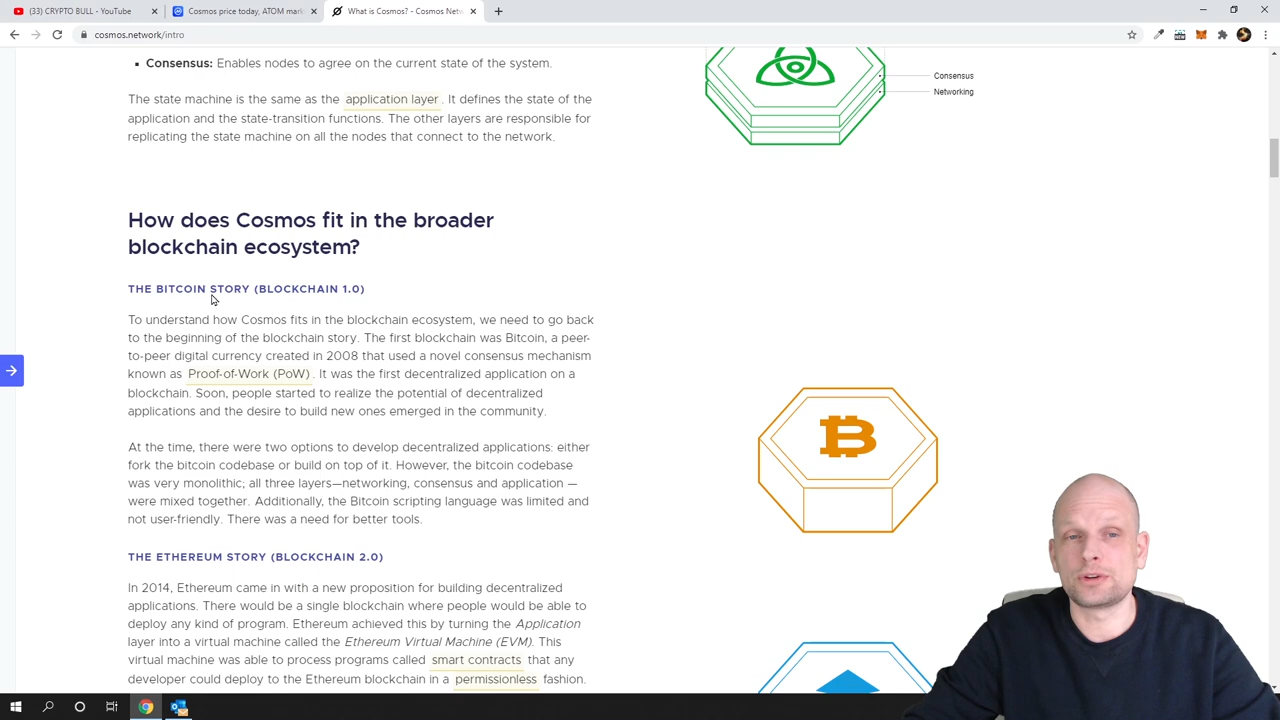 (33) CRYPTO BULL - YouTube
Cosmos price today, ATOM mark
What is Cosmos? - Cosmos Netw
cosmos.network/intro
Consensus: Enables nodes to agree on the current state of the system.
The state machine is the same as the application layer. It defines the state of the
application and the state-transition functions. The other layers are responsible for
replicating the state machine on all the nodes that connect to the network.
Consensus
Networking
How does Cosmos fit in the broader
blockchain ecosystem?
THE BITCOIN STORY (BLOCKCHAIN 1.0)
To understand how Cosmos fits in the blockchain ecosystem, we need to go back
to the beginning of the blockchain story. The first blockchain was Bitcoin, a peer-
to-peer digital currency created in 2008 that used a novel consensus mechanism
known as Proof-of-Work (PoW). It was the first decentralized application on a
blockchain. Soon, people started to realize the potential of decentralized
applications and the desire to build new ones emerged in the community.
At the time, there were two options to develop decentralized applications: either
fork the bitcoin codebase or build on top of it. However, the bitcoin codebase
was very monolithic; all three layers—networking, consensus and application —
were mixed together. Additionally, the Bitcoin scripting language was limited and
not user-friendly. There was a need for better tools.
THE ETHEREUM STORY (BLOCKCHAIN 2.0)
In 2014, Ethereum came in with a new proposition for building decentralized
applications. There would be a single blockchain where people would be able to
deploy any kind of program. Ethereum achieved this by turning the Application
layer into a virtual machine called the Ethereum Virtual Machine (EVM). This
virtual machine was able to process programs called smart contracts that any
developer could deploy to the Ethereum blockchain in a permissionless fashion.